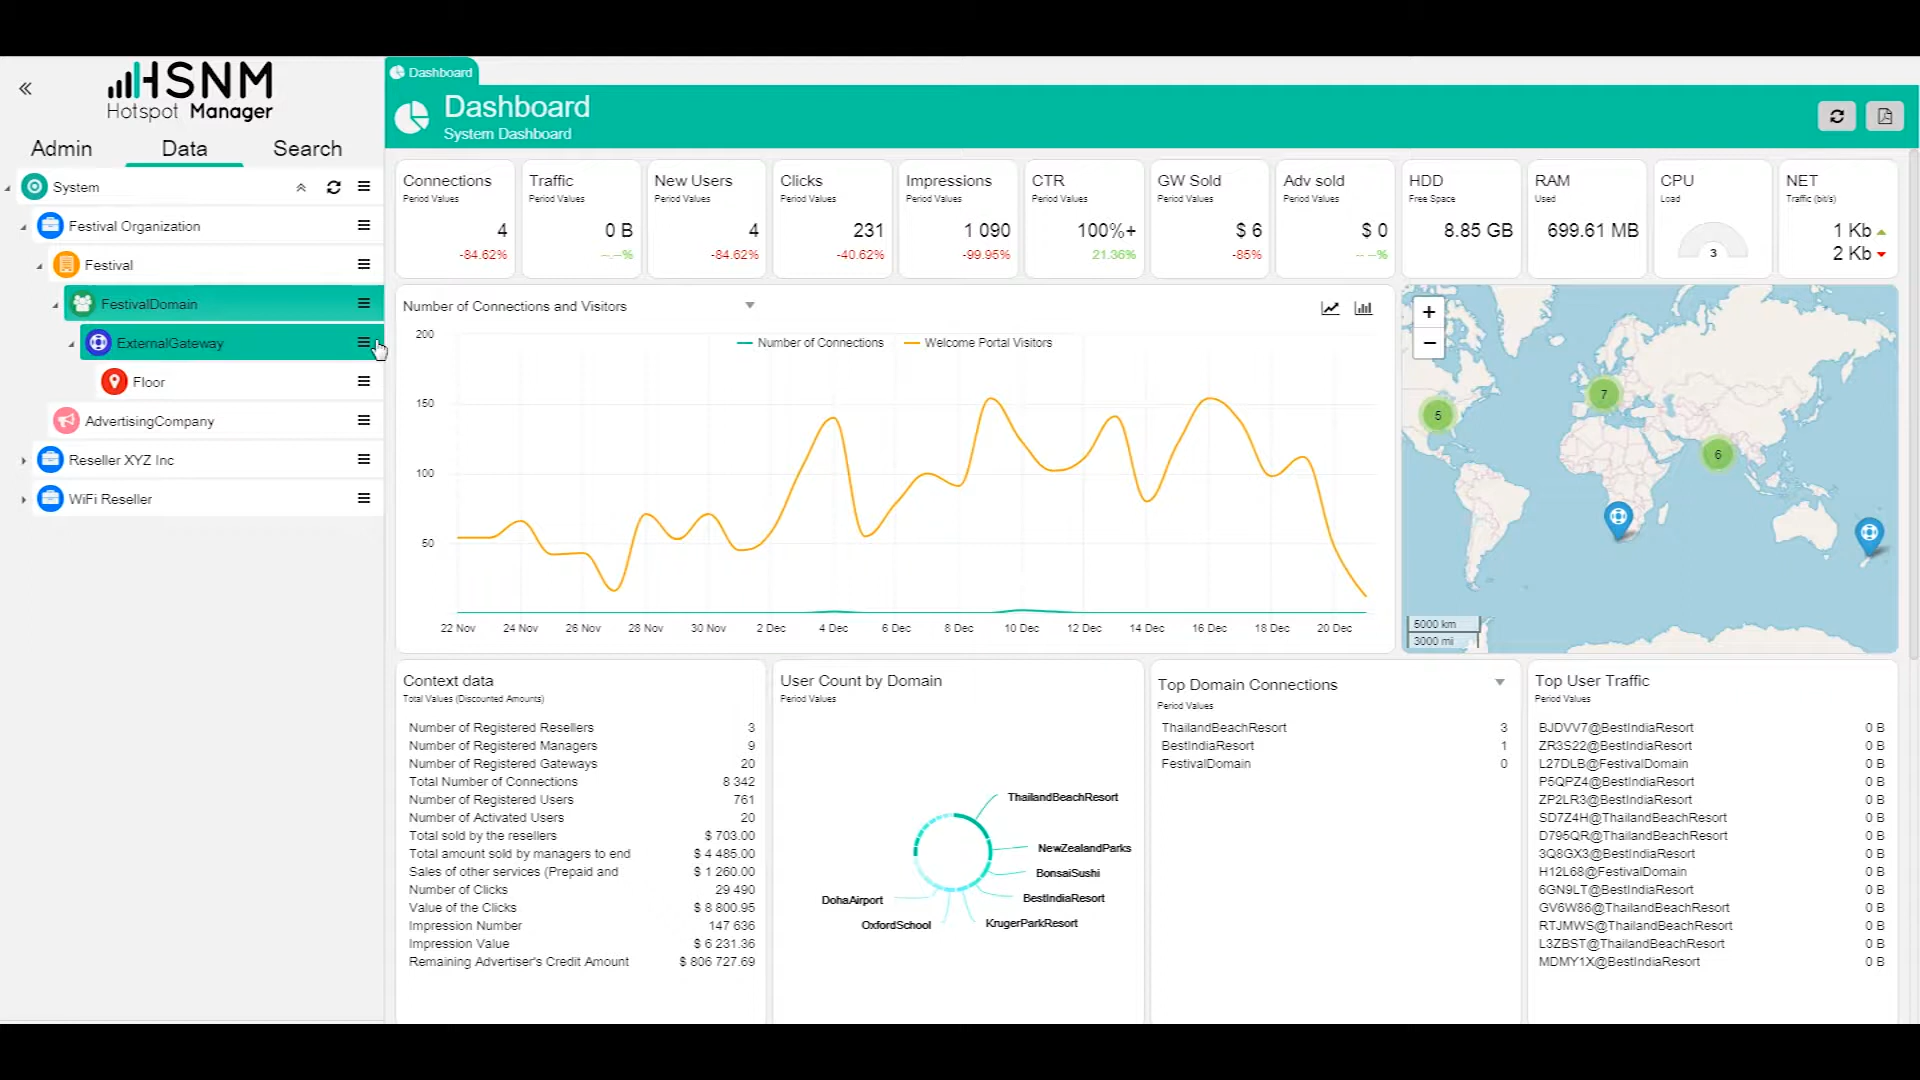 HSNM
Hotspot Manager
Admin
Data
Search
System
Festival Organization
Festival
FestivalDomain
ExternalGateway
Floor
AdvertisingCompany
Reseller XYZ Inc
WiFi Reseller
Dashboard
Dashboard
System Dashboard
Connections
Period Values
4
-84.62%
Traffic
Period Values
0 B
--.--%
New Users
Period Values
4
-84.62%
Clicks
Period Values
231
-40.62%
Impressions
Period Values
1 090
-99.95%
CTR
Period Values
100%+
21.36%
GW Sold
Period Values
$ 6
-85%
Adv sold
Period Values
$ 0
-- --%
HDD
Free Space
8.85 GB
RAM
Used
699.61 MB
CPU
Load
3
NET
Traffic (bit/s)
1 Kb
2 Kb
Number of Connections and Visitors
Number of Connections
Welcome Portal Visitors
200
150
100
50
22 Nov 24 Nov 26 Nov 28 Nov 30 Nov 2 Dec 4 Dec 6 Dec 8 Dec 10 Dec 12 Dec 14 Dec 16 Dec 18 Dec 20 Dec
+
−
5
7
6
5000 km
3000 mi
Context data
Total Values (Discounted Amounts)
Number of Registered Resellers 3
Number of Registered Managers 9
Number of Registered Gateways 20
Total Number of Connections 8 342
Number of Registered Users 761
Number of Activated Users 20
Total sold by the resellers $ 703.00
Total amount sold by managers to end $ 4 485.00
Sales of other services (Prepaid and $ 1 260.00
Number of Clicks 29 490
Value of the Clicks $ 8 800.95
Impression Number 147 636
Impression Value $ 6 231.36
Remaining Advertiser's Credit Amount $ 806 727.69
User Count by Domain
Period Values
ThailandBeachResort
NewZealandParks
BonsaiSushi
BestIndiaResort
KrugerParkResort
OxfordSchool
DohaAirport
Top Domain Connections
Period Values
ThailandBeachResort 3
BestIndiaResort 1
FestivalDomain 0
Top User Traffic
Period Values
BJDVV7@BestIndiaResort 0 B
ZR3S22@BestIndiaResort 0 B
L27DLB@FestivalDomain 0 B
P5QPZ4@BestIndiaResort 0 B
ZP2LR3@BestIndiaResort 0 B
SD7Z4H@ThailandBeachResort 0 B
D795QR@ThailandBeachResort 0 B
3Q8GX3@BestIndiaResort 0 B
H12L68@FestivalDomain 0 B
6GN9LT@BestIndiaResort 0 B
GV6W86@ThailandBeachResort 0 B
RTJMWS@ThailandBeachResort 0 B
L3ZBST@ThailandBeachResort 0 B
MDMY1X@BestIndiaResort 0 B